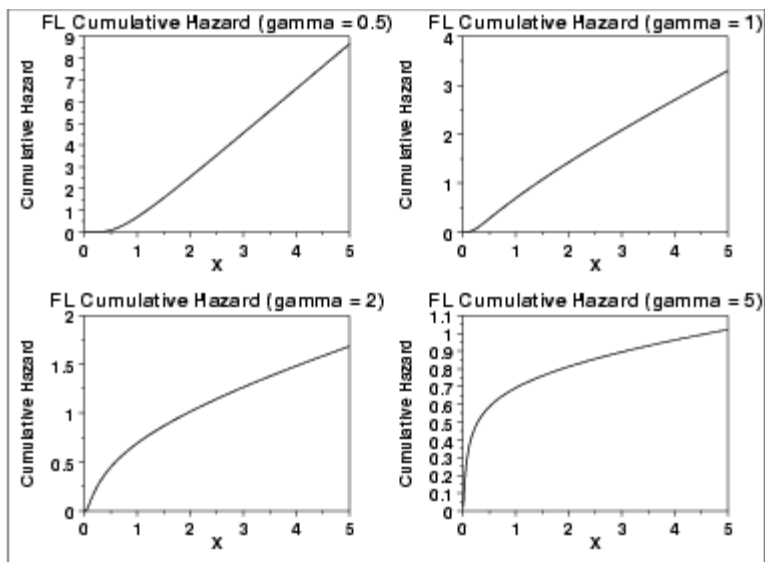 FL Cumulative Hazard (gamma = 0.5)
9
8
7
6
5
4
3
2
1
0
Cumulative Hazard
0 1 2 3 4 5
X
FL Cumulative Hazard (gamma = 1)
4
3
2
1
0
Cumulative Hazard
0 1 2 3 4 5
X
FL Cumulative Hazard (gamma = 2)
2
1.5
1
0.5
0
Cumulative Hazard
0 1 2 3 4 5
X
FL Cumulative Hazard (gamma = 5)
1.1
1
0.9
0.8
0.7
0.6
0.5
0.4
0.3
0.2
0.1
0
Cumulative Hazard
0 1 2 3 4 5
X